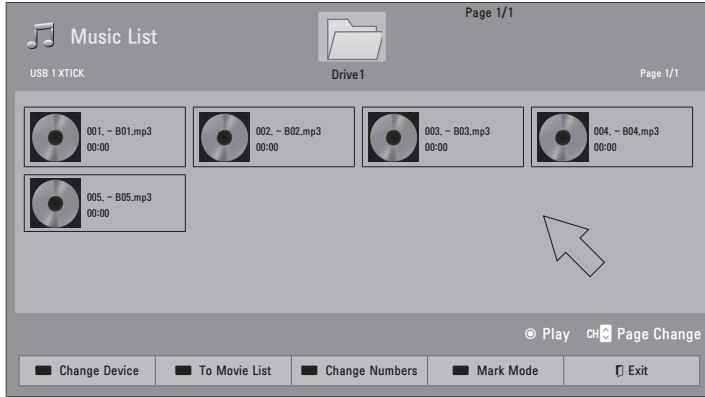 Page 1/1
Music List
USB 1 XTICK
Drive1
Page 1/1
001. - B01.mp3
00:00
002. - B02.mp3
00:00
003. - B03.mp3
00:00
004. - B04.mp3
00:00
005. - B05.mp3
00:00
Play CH Page Change
Change Device To Movie List Change Numbers Mark Mode Exit